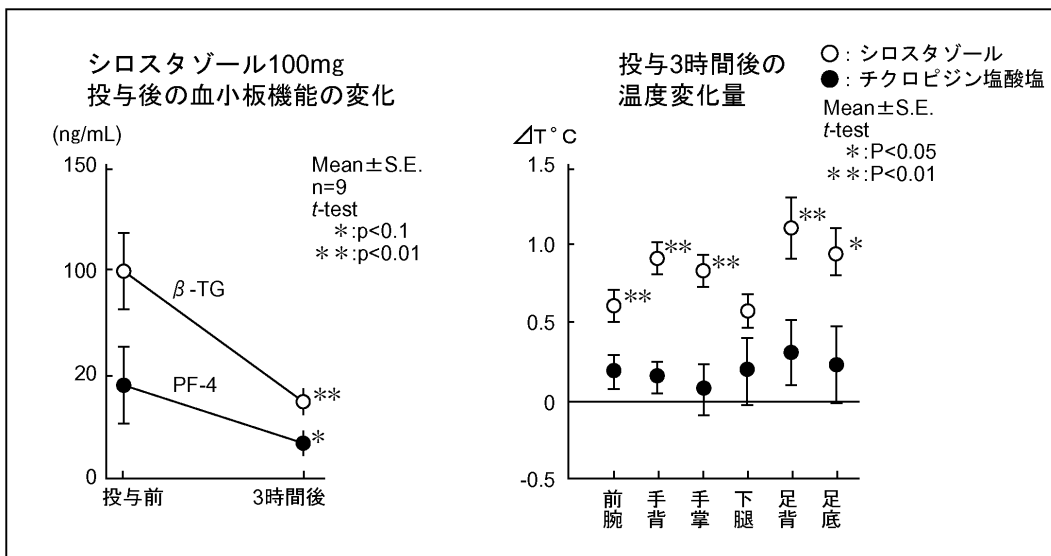 シロスタゾール100mg
投与後の血小板機能の変化
(ng/mL)
150
100
20
0
Mean±S.E.
n=9
t-test
＊:p<0.1
＊＊:p<0.01
β-TG
PF-4
＊＊
＊
投与前
3時間後
投与3時間後の
温度変化量
○：シロスタゾール
●：チクロピジン塩酸塩
Mean±S.E.
t-test
＊:P<0.05
＊＊:P<0.01
⊿T°C
1.5
1.0
0.5
0
-0.5
＊＊
＊＊
＊＊
＊＊
＊
前腕
手背
手掌
下腿
足背
足底